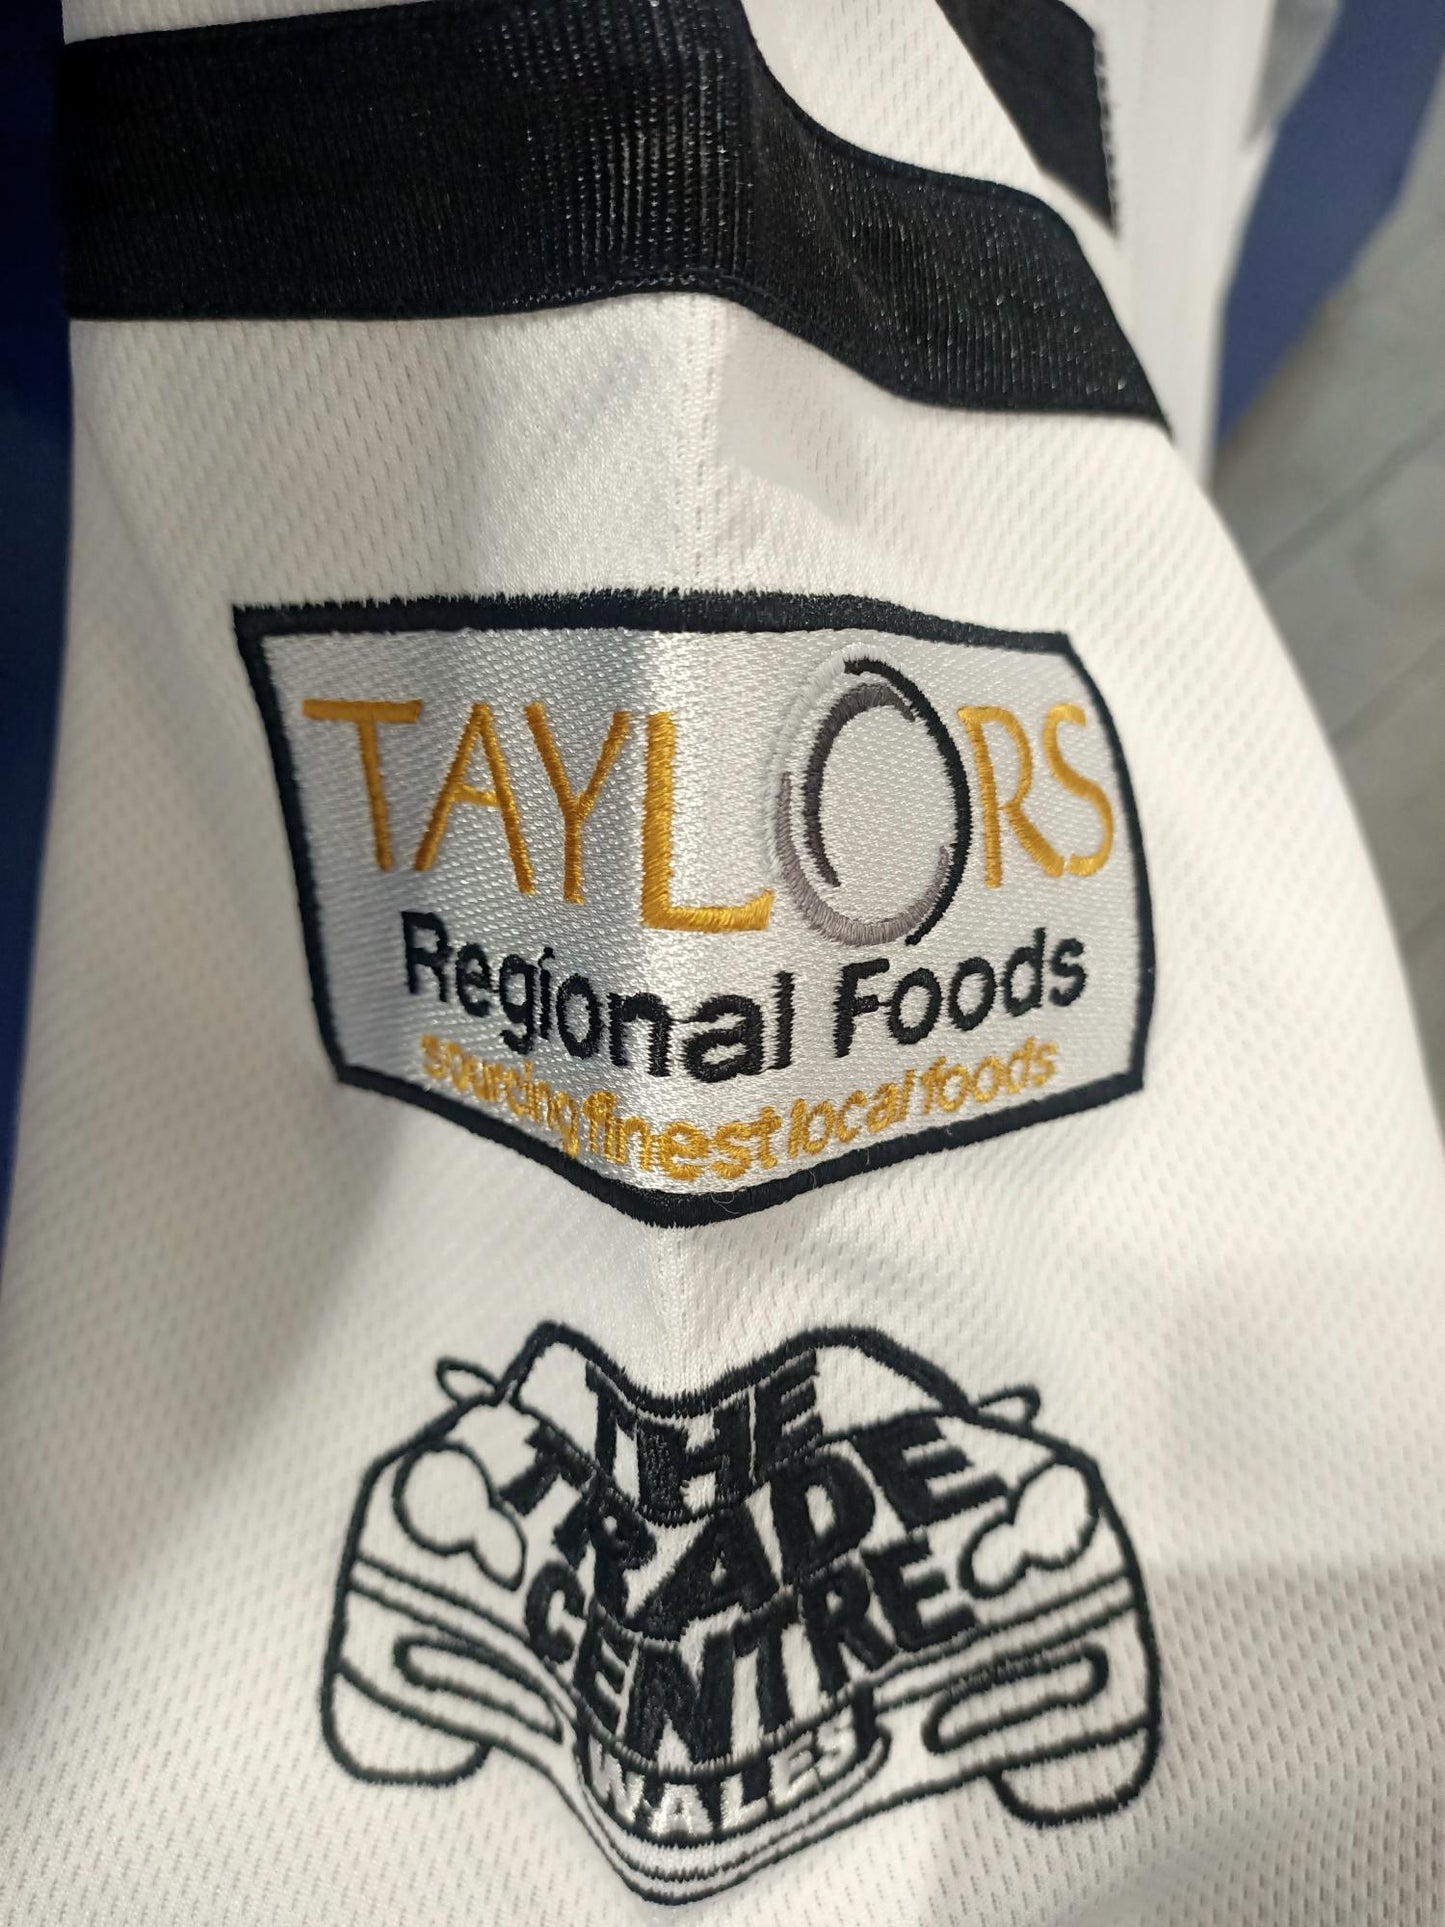 TAYLORS
Regional Foods
sourcing finest local foods
THE
TRADE
CENTRE
WALES